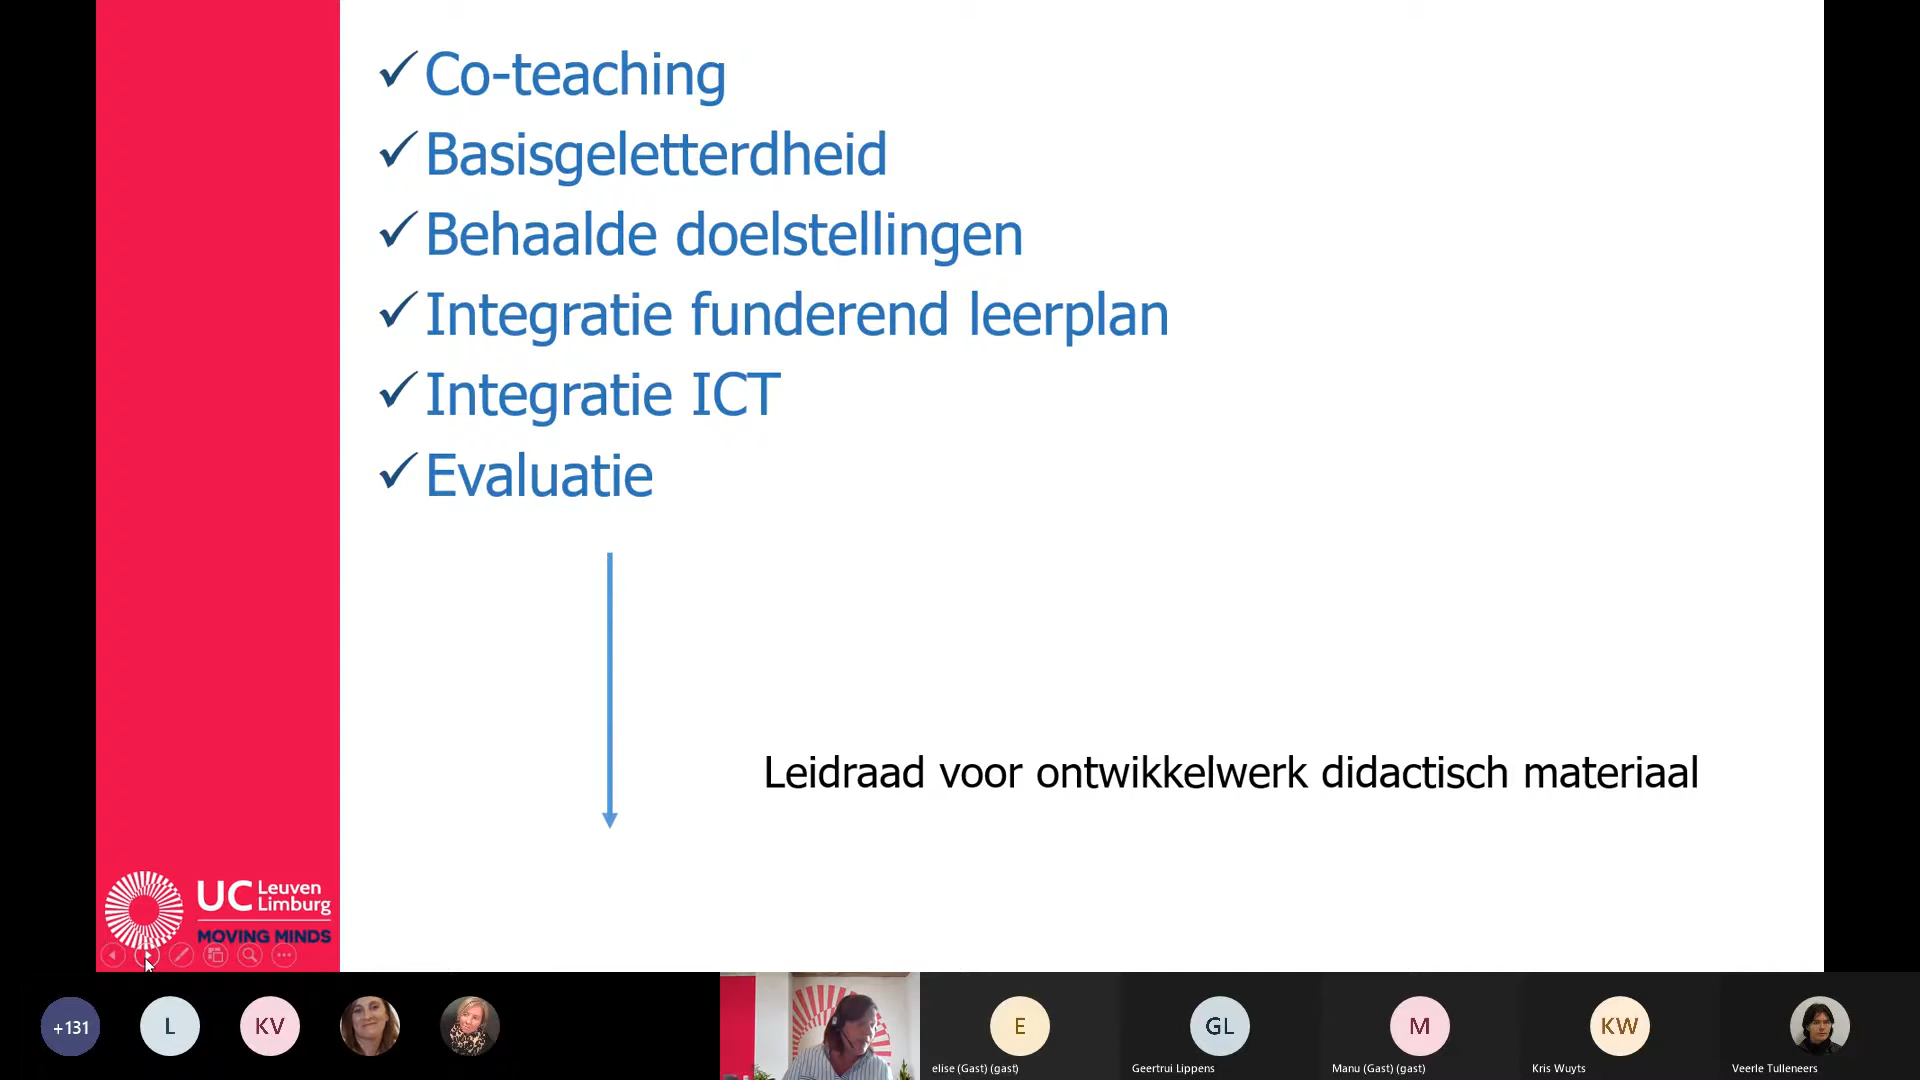 Co-teaching
Basisgeletterdheid
Behaalde doelstellingen
Integratie funderend leerplan
Integratie ICT
Evaluatie
Leidraad voor ontwikkelwerk didactisch materiaal
UC Leuven
Limburg
MOVING MINDS
+131
L
KV
E
GL
M
KW
elise (Gast) (gast)
Geertrui Lippens
Manu (Gast) (gast)
Kris Wuyts
Veerle Tulleneers